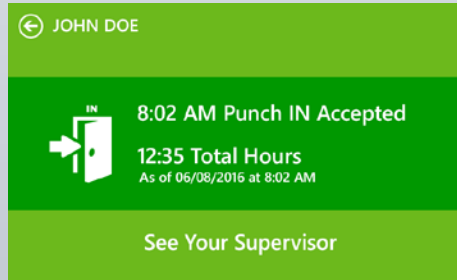 JOHN DOE
IN
8:02 AM Punch IN Accepted
12:35 Total Hours
As of 06/08/2016 at 8:02 AM
See Your Supervisor